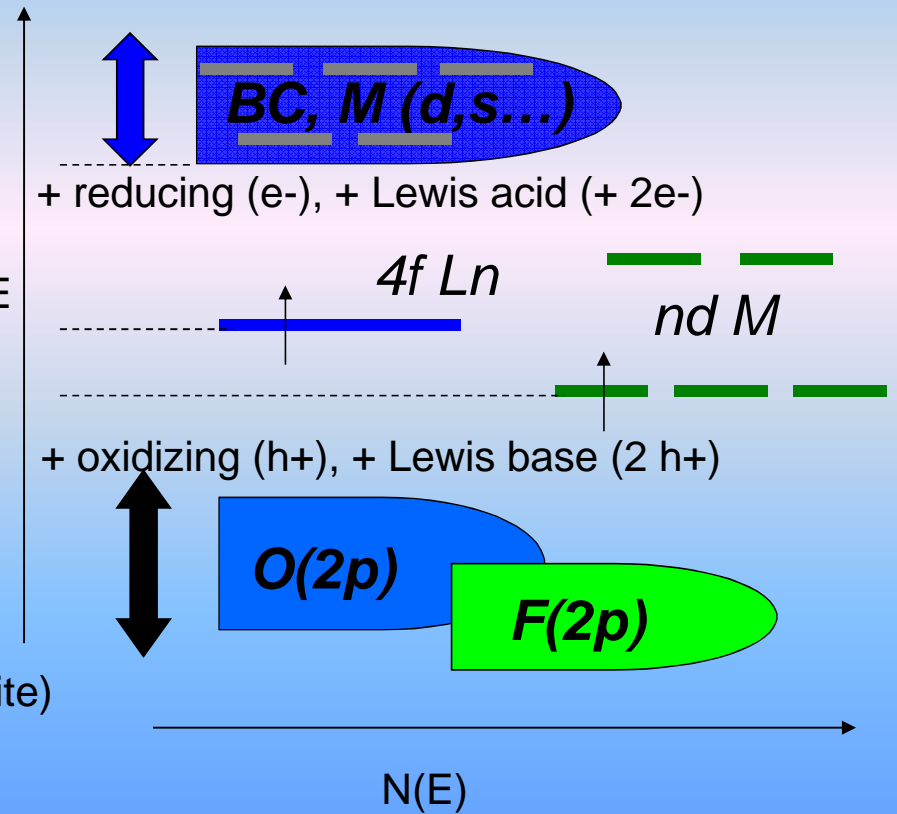 BC, M (d,s…)
+ reducing (e-), + Lewis acid (+ 2e-)
4f Ln
E
nd M
+ oxidizing (h+), + Lewis base (2 h+)
O(2p)
F(2p)
ite)
N(E)